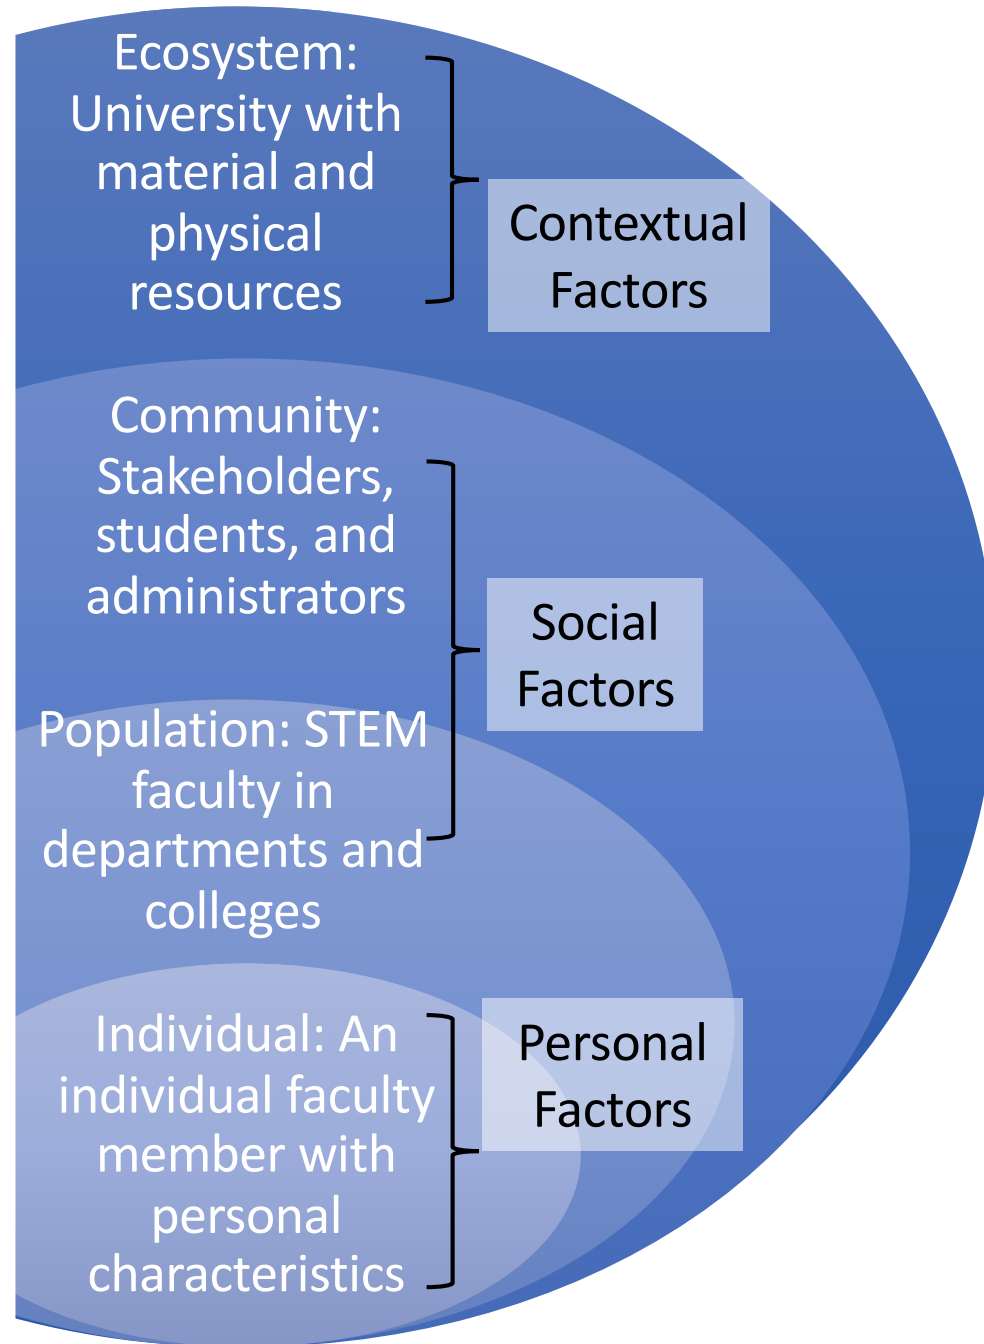 Ecosystem:
University with
material and
physical
resources
Contextual
Factors
Community:
Stakeholders,
students, and
administrators
Social
Factors
Population: STEM
faculty in
departments and
colleges
Individual: An
individual faculty
member with
personal
characteristics
Personal
Factors